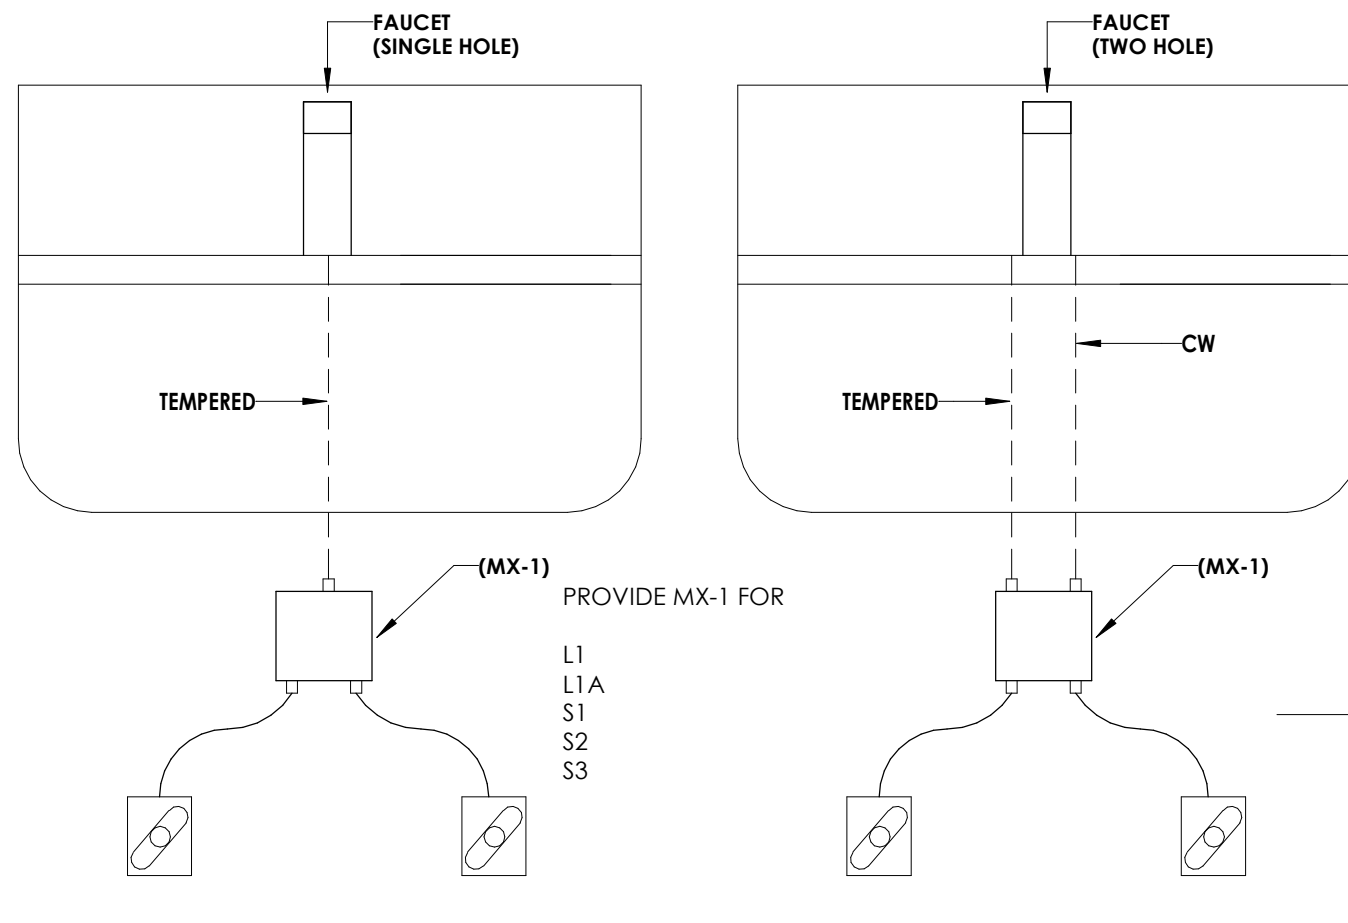 FAUCET
(SINGLE HOLE)
TEMPERED
(MX-1)
PROVIDE MX-1 FOR
L1
L1A
S1
S2
S3
FAUCET
(TWO HOLE)
CW
TEMPERED
(MX-1)